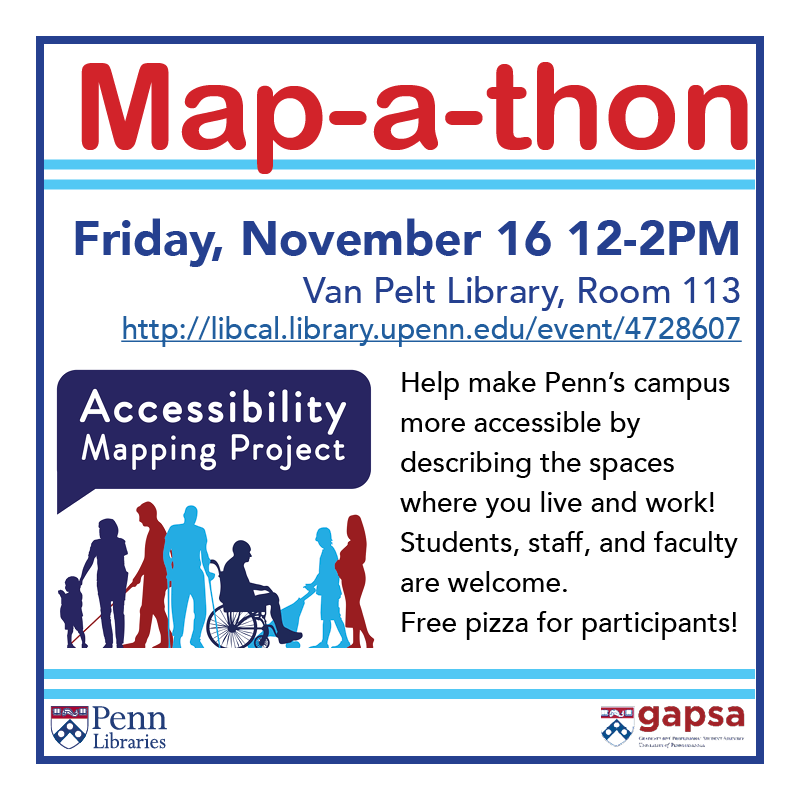 Map-a-thon
Friday, November 16 12-2PM
Van Pelt Library, Room 113
http://libcal.library.upenn.edu/event/4728607
Accessibility
Mapping Project
Help make Penn’s campus
more accessible by
describing the spaces
where you live and work!
Students, staff, and faculty
are welcome.
Free pizza for participants!
Penn
Libraries
gapsa
Graduate and Professional Student Assembly
University of Pennsylvania